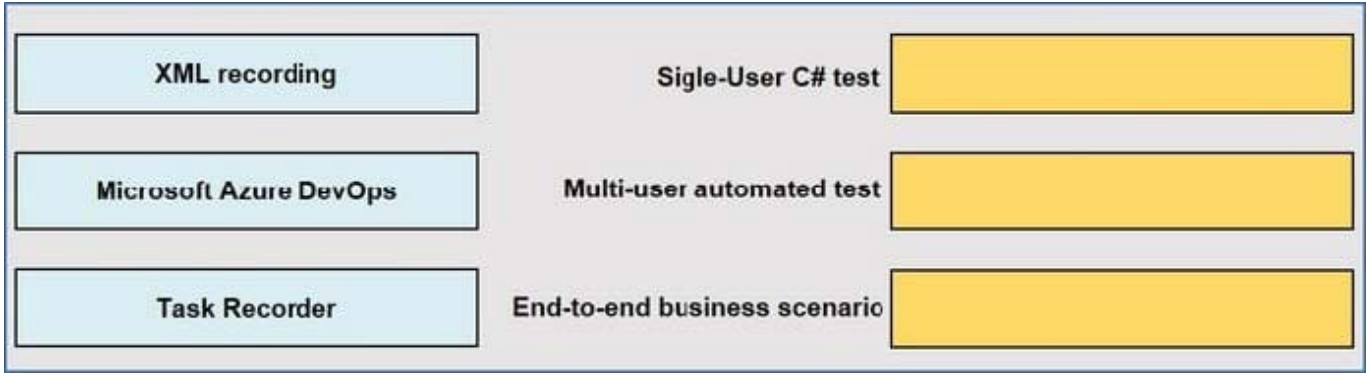 XML recording
Sigle-User C# test
Microsoft Azure DevOps
Multi-user automated test
Task Recorder
End-to-end business scenario